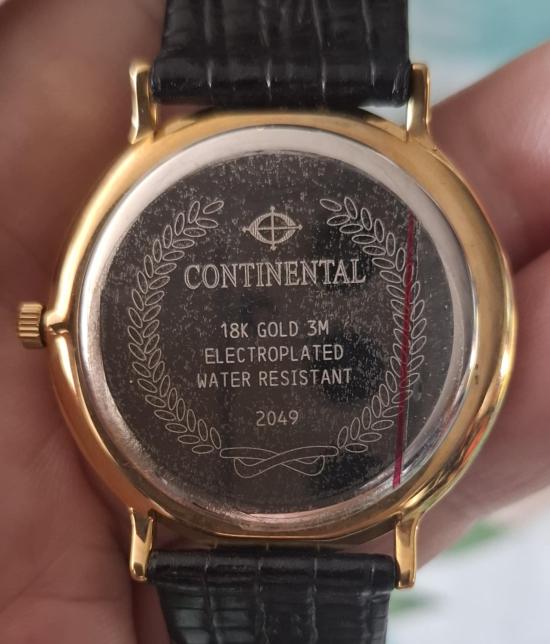 CONTINENTAL
18K GOLD 3M
ELECTROPLATED
WATER RESISTANT
2049